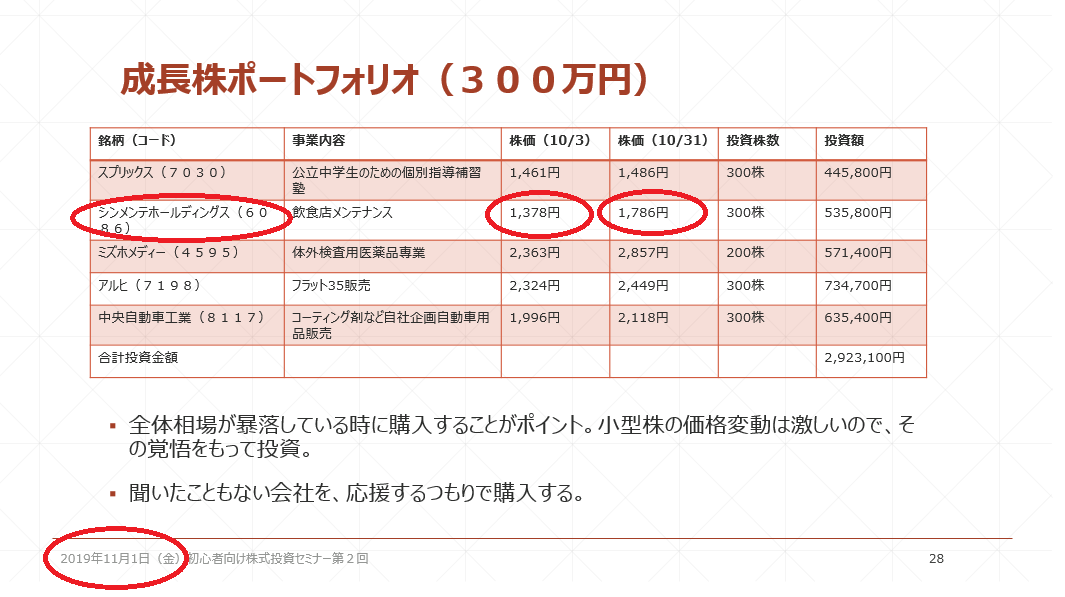 成長株ポートフォリオ（３００万円）
銘柄（コード） 事業内容 株価（10/3） 株価（10/31） 投資株数 投資額
スプリックス（７０３０） 公立中学生のための個別指導補習塾 1,461円 1,486円 300株 445,800円
シンメンテホールディングス（６０８６） 飲食店メンテナンス 1,378円 1,786円 300株 535,800円
ミズホメディー（４５９５） 体外検査用医薬品専業 2,363円 2,857円 200株 571,400円
アルヒ（７１９８） フラット35販売 2,324円 2,449円 300株 734,700円
中央自動車工業（８１１７） コーティング剤など自社企画自動車用品販売 1,996円 2,118円 300株 635,400円
合計投資金額 2,923,100円
▪ 全体相場が暴落している時に購入することがポイント。小型株の価格変動は激しいので、そ
の覚悟をもって投資。
▪ 聞いたこともない会社を、応援するつもりで購入する。
2019年11月1日（金）初心者向け株式投資セミナー第２回 28